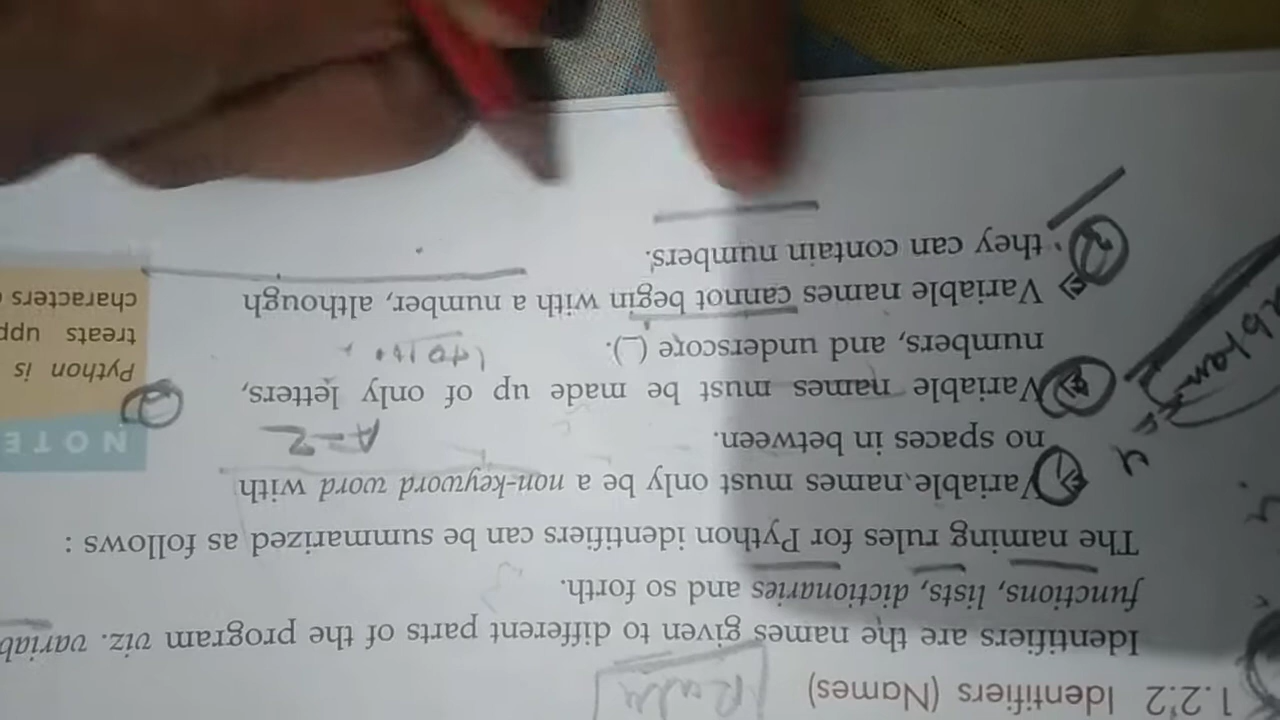 1.2.2 Identifiers (Names)
Rule
Identifiers are the names given to different parts of the program viz. variab
functions, lists, dictionaries and so forth.
The naming rules for Python identifiers can be summarized as follows :
① Variable names must only be a non-keyword word with
no spaces in between.
A-Z
② Variable names must be made up of only letters,
numbers, and underscore (_).
Variable names cannot begin with a number, although
they can contain numbers.
NOTE
Python is
treats upp
characters